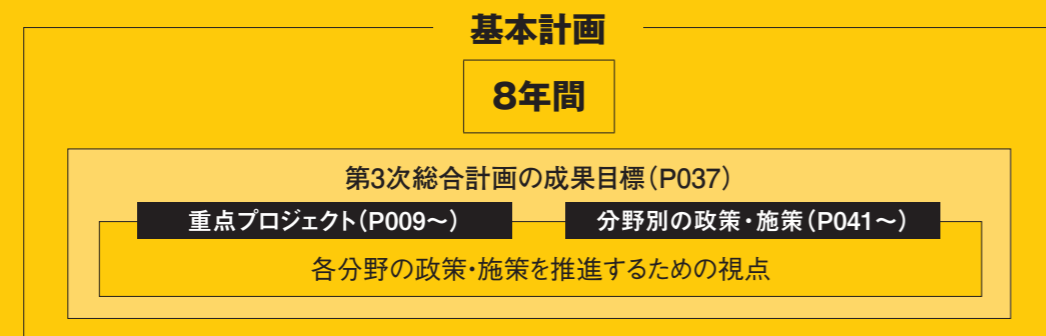 基本計画
8年間
第3次総合計画の成果目標(P037)
重点プロジェクト(P009～)
分野別の政策・施策(P041～)
各分野の政策・施策を推進するための視点